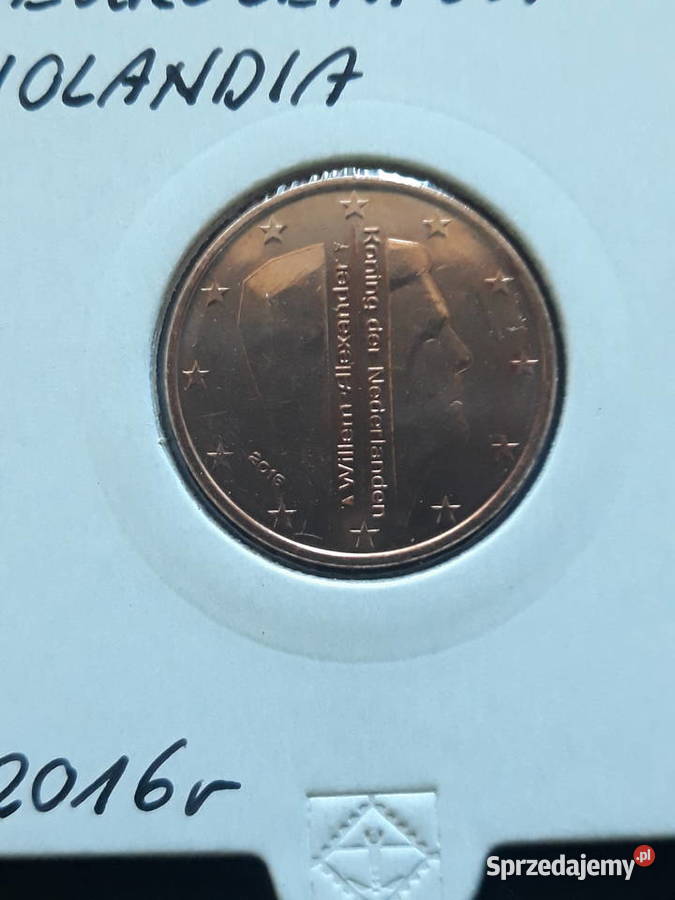 HOLANDIA
Koning der Nederlanden
Willem-Alexander
2016
2016r
Sprzedajemy.pl